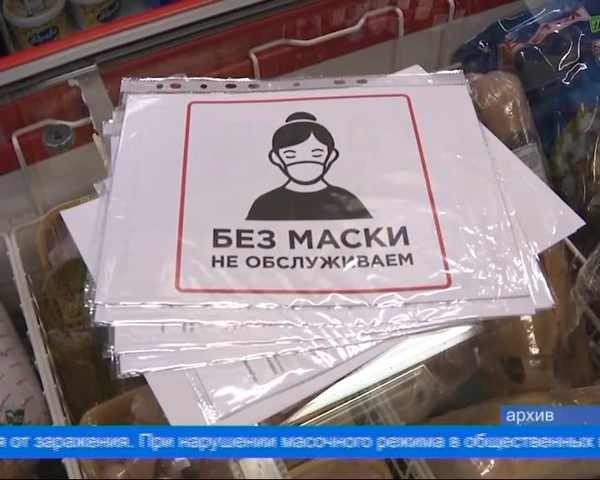 БЕЗ МАСКИ
НЕ ОБСЛУЖИВАЕМ
архив
от заражения. При нарушении масочного режима в общественных